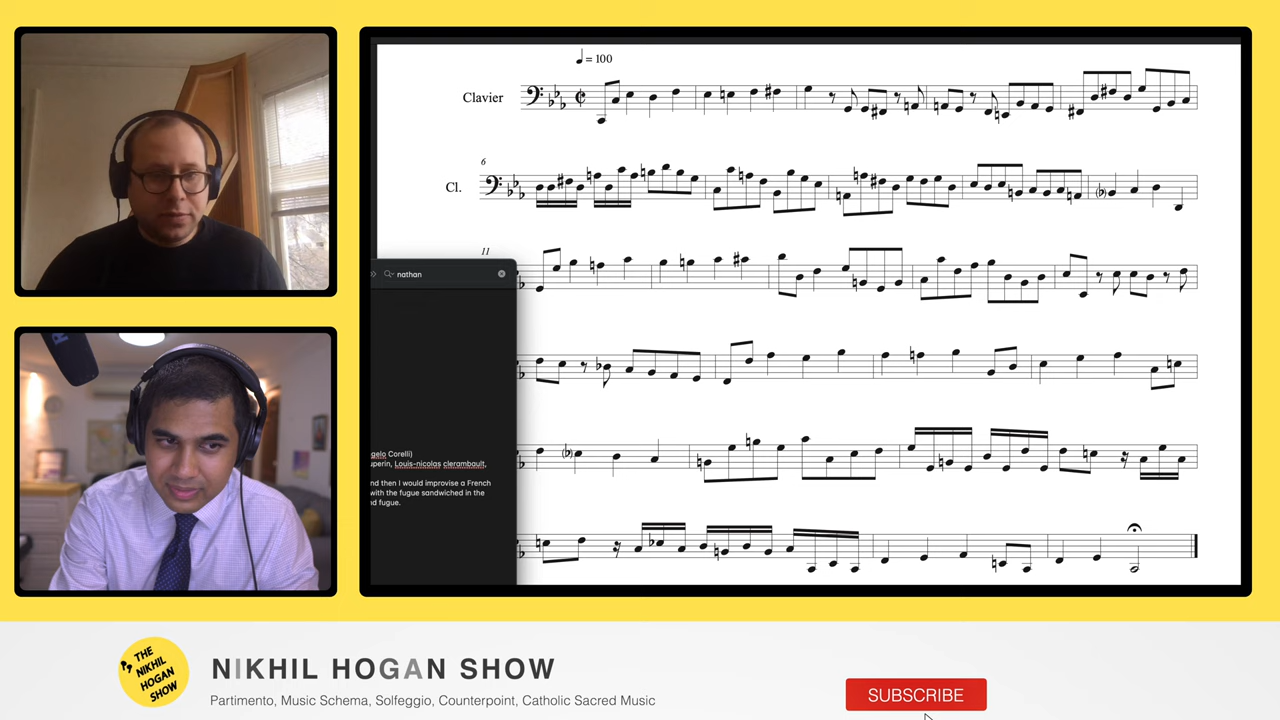 = 100
Clavier
6
Cl.
11
nathan
gelo Corelli)
uperin, Louis-nicolas clerambault,
nd then I would improvise a French
with the fugue sandwiched in the
nd fugue.
THE
NIKHIL
HOGAN
SHOW
NIKHIL HOGAN SHOW
Partimento, Music Schema, Solfeggio, Counterpoint, Catholic Sacred Music
SUBSCRIBE